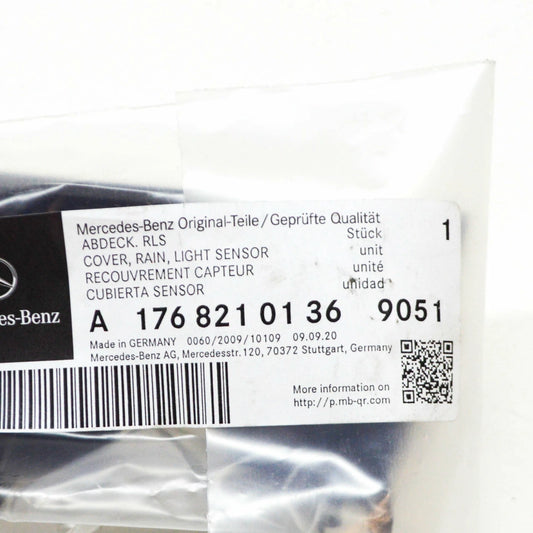 Mercedes-Benz Original-Teile/Geprüfte Qualität
ABDECK. RLS Stück 1
COVER, RAIN, LIGHT SENSOR unit
RECOUVREMENT CAPTEUR unité
CUBIERTA SENSOR unidad
es-Benz
A 176 821 01 36 9051
Made in GERMANY 0060/2009/10109 09.09.20
Mercedes-Benz AG, Mercedesstr.120, 70372 Stuttgart, Germany
More information on
http://p.mb-qr.com/